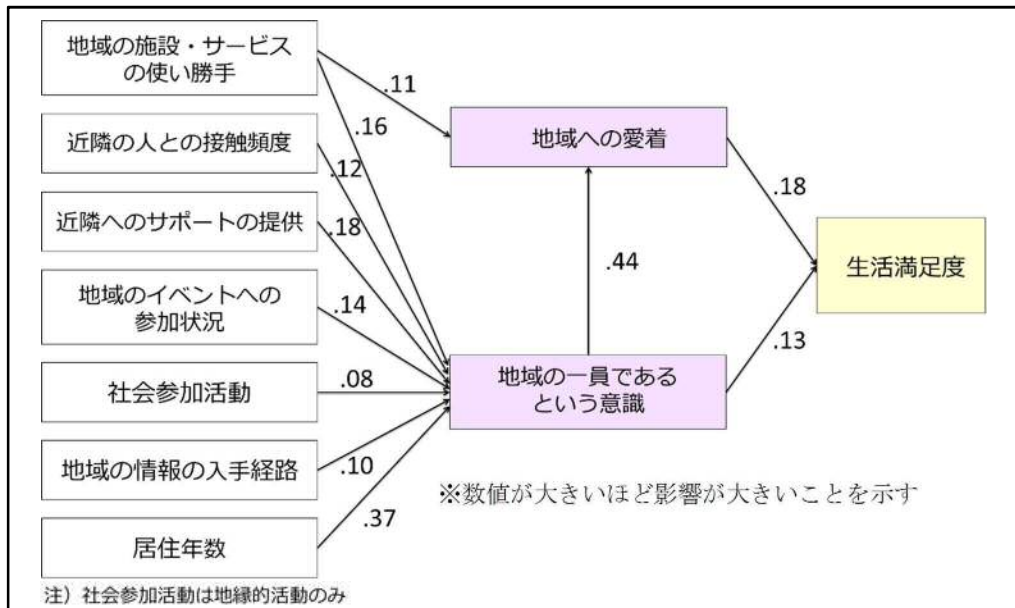 地域の施設・サービス
の使い勝手
近隣の人との接触頻度
近隣へのサポートの提供
地域のイベントへの
参加状況
社会参加活動
地域の情報の入手経路
居住年数
.11
.16
.12
.18
.14
.08
.10
.37
地域への愛着
.44
地域の一員である
という意識
.18
.13
生活満足度
※数値が大きいほど影響が大きいことを示す
注）社会参加活動は地縁的活動のみ